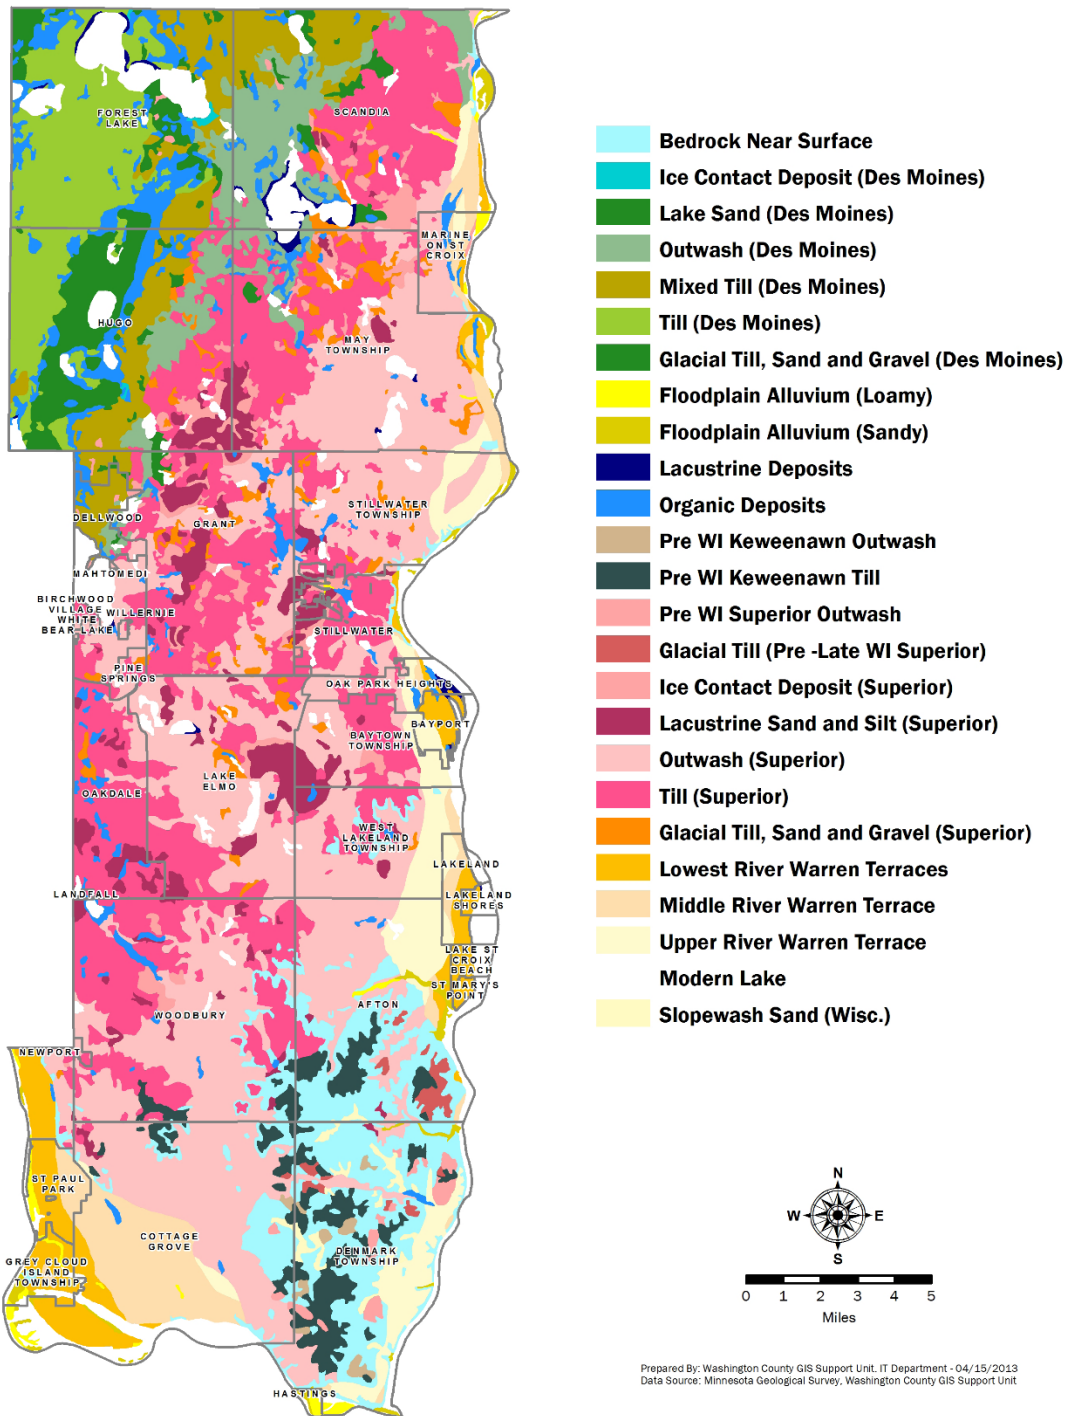 FOREST
LAKE
SCANDIA
MARINE
ON ST
CROIX
HUGO
MAY
TOWNSHIP
DELLWOOD
GRANT
STILLWATER
TOWNSHIP
MAHTOMEDI
BIRCHWOOD
VILLAGE
WILLERNIE
WHITE
BEAR LAKE
STILLWATER
PINE
SPRINGS
OAK PARK HEIGHTS
BAYPORT
BAYTOWN
TOWNSHIP
LAKE
ELMO
OAKDALE
WEST
LAKELAND
TOWNSHIP
LAKELAND
LANDFALL
LAKELAND
SHORES
LAKE ST
CROIX
BEACH
ST MARY'S
POINT
AFTON
WOODBURY
NEWPORT
ST PAUL
PARK
COTTAGE
GROVE
DENMARK
TOWNSHIP
GREY CLOUD
ISLAND
TOWNSHIP
HASTINGS
Bedrock Near Surface
Ice Contact Deposit (Des Moines)
Lake Sand (Des Moines)
Outwash (Des Moines)
Mixed Till (Des Moines)
Till (Des Moines)
Glacial Till, Sand and Gravel (Des Moines)
Floodplain Alluvium (Loamy)
Floodplain Alluvium (Sandy)
Lacustrine Deposits
Organic Deposits
Pre WI Keweenawn Outwash
Pre WI Keweenawn Till
Pre WI Superior Outwash
Glacial Till (Pre -Late WI Superior)
Ice Contact Deposit (Superior)
Lacustrine Sand and Silt (Superior)
Outwash (Superior)
Till (Superior)
Glacial Till, Sand and Gravel (Superior)
Lowest River Warren Terraces
Middle River Warren Terrace
Upper River Warren Terrace
Modern Lake
Slopewash Sand (Wisc.)
N
W E
S
0 1 2 3 4 5
Miles
Prepared By: Washington County GIS Support Unit. IT Department - 04/15/2013
Data Source: Minnesota Geological Survey, Washington County GIS Support Unit